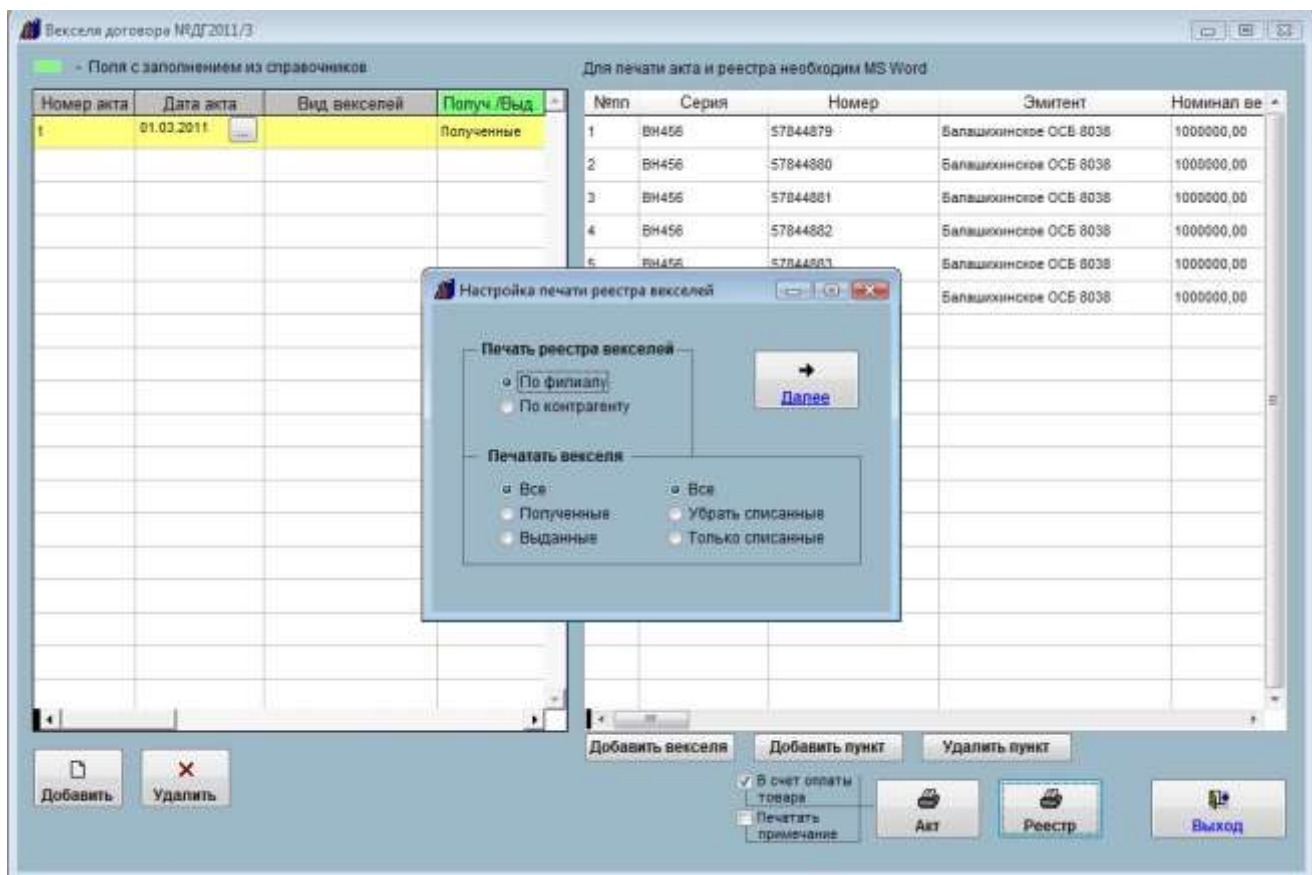 Векселя договора №ДГ2011/3
- Поля с заполнением из справочников
Для печати акта и реестра необходим MS Word
Номер акта Дата акта Вид векселей Получ./Выд
1 01.03.2011 ... Полученные
№пп Серия Номер Эмитент Номинал ве
1 ВН456 57844879 Балашихинское ОСБ 8038 1000000,00
2 ВН456 57844880 Балашихинское ОСБ 8038 1000000,00
3 ВН456 57844881 Балашихинское ОСБ 8038 1000000,00
4 ВН456 57844882 Балашихинское ОСБ 8038 1000000,00
5 ВН456 57844883 Балашихинское ОСБ 8038 1000000,00
Балашихинское ОСБ 8038 1000000,00
Настройка печати реестра векселей
Печать реестра векселей
По филиалу
По контрагенту
Далее
Печатать векселя
Все Все
Полученные Убрать списанные
Выданные Только списанные
Добавить векселя Добавить пункт Удалить пункт
Добавить Удалить
В счет оплаты
товара
Печатать
примечание
Акт Реестр Выход